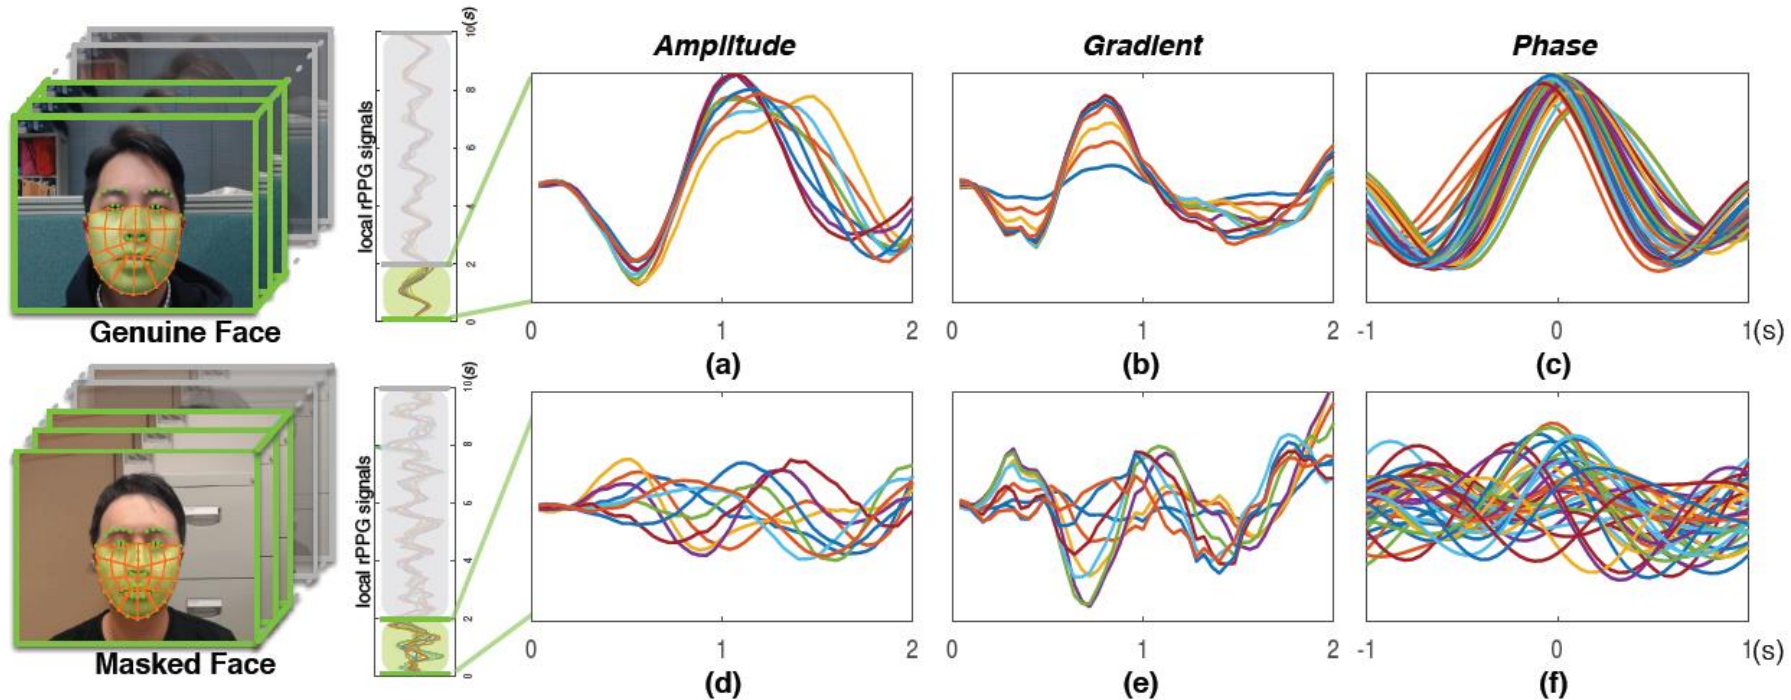 Amplitude
Gradient
Phase
local rPPG signals
0 2 4 6 8 10(s)
0 1 2
0 1 2
-1 0 1(s)
Genuine Face
(a)
(b)
(c)
local rPPG signals
0 2 4 6 8 10(s)
0 1 2
0 1 2
-1 0 1(s)
Masked Face
(d)
(e)
(f)